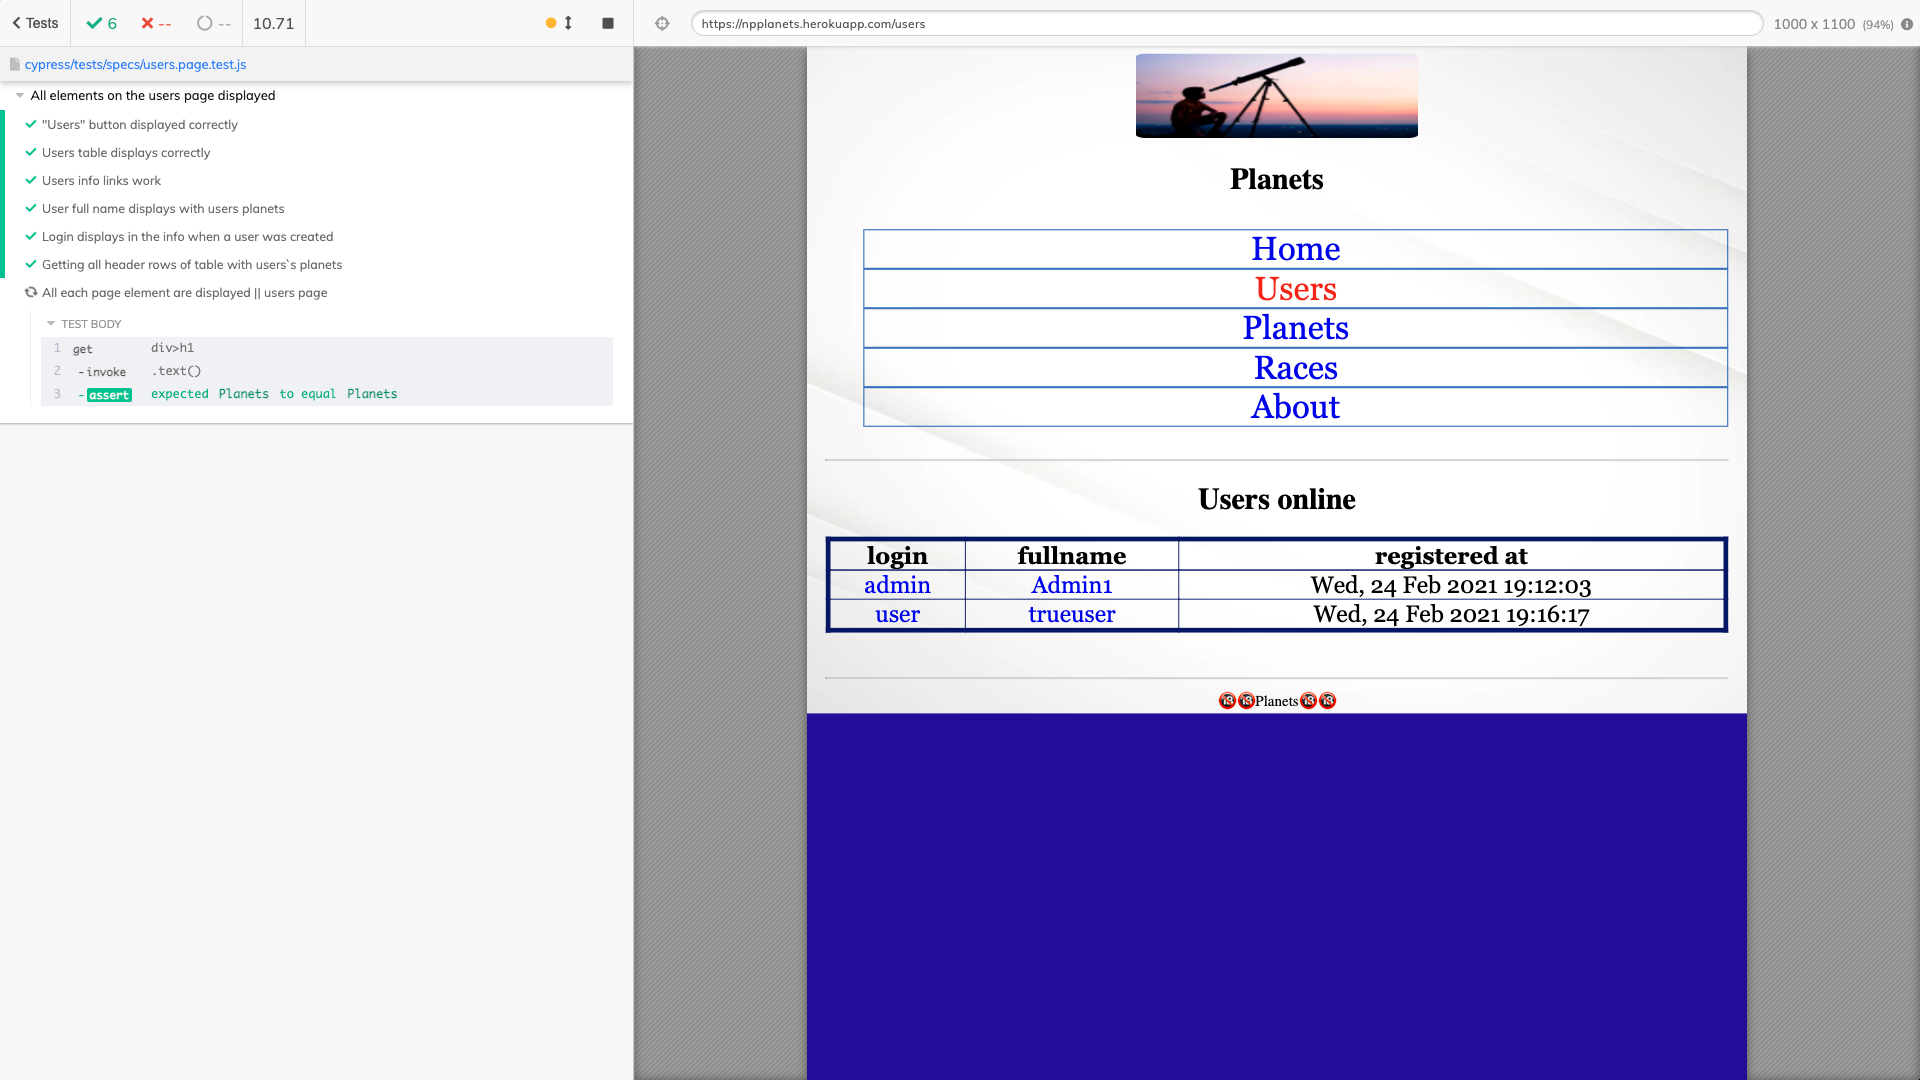 Tests
6
--
--
10.71
https://npplanets.herokuapp.com/users
1000 x 1100 (94%)
cypress/tests/specs/users.page.test.js
All elements on the users page displayed
"Users" button displayed correctly
Users table displays correctly
Users info links work
User full name displays with users planets
Login displays in the info when a user was created
Getting all header rows of table with users`s planets
All each page element are displayed || users page
TEST BODY
1 get div>h1
2 -invoke .text()
3 -assert expected Planets to equal Planets
Planets
Home
Users
Planets
Races
About
Users online
login fullname registered at
admin Admin1 Wed, 24 Feb 2021 19:12:03
user trueuser Wed, 24 Feb 2021 19:16:17
🔞🔞Planets🔞🔞